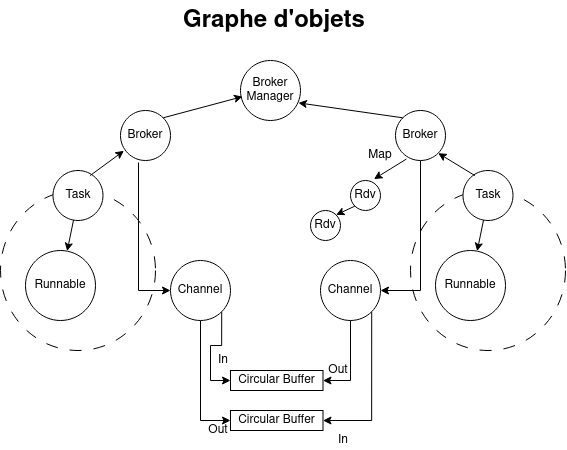 Graphe d'objets
Broker
Manager
Broker
Broker
Map
Task
Rdv
Task
Rdv
Runnable
Channel
Channel
Runnable
In
Out
Circular Buffer
Circular Buffer
Out
In